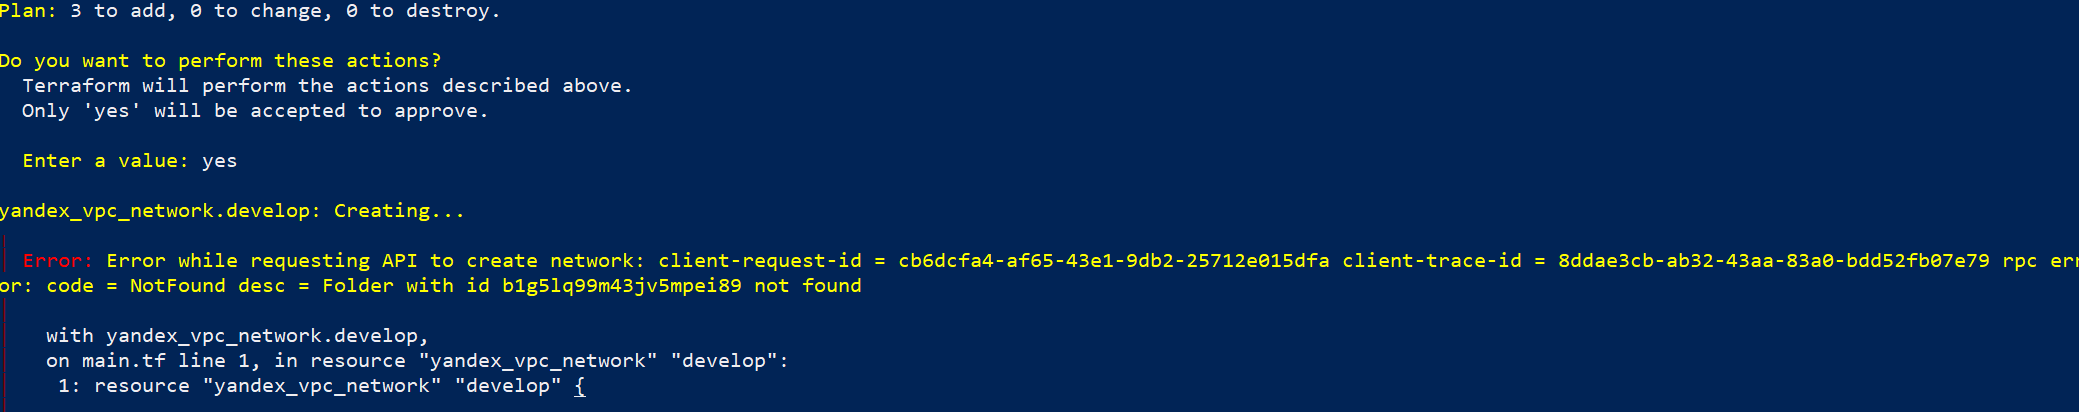 Plan: 3 to add, 0 to change, 0 to destroy.
Do you want to perform these actions?
Terraform will perform the actions described above.
Only 'yes' will be accepted to approve.
Enter a value: yes
yandex_vpc_network.develop: Creating...
Error: Error while requesting API to create network: client-request-id = cb6dcfa4-af65-43e1-9db2-25712e015dfa client-trace-id = 8ddae3cb-ab32-43aa-83a0-bdd52fb07e79 rpc err
or: code = NotFound desc = Folder with id b1g5lq99m43jv5mpei89 not found
with yandex_vpc_network.develop,
on main.tf line 1, in resource "yandex_vpc_network" "develop":
1: resource "yandex_vpc_network" "develop" {